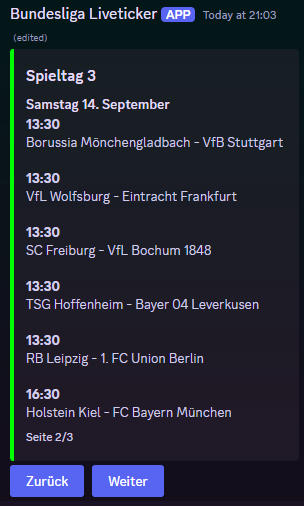 Bundesliga Liveticker APP Today at 21:03
(edited)
Spieltag 3
Samstag 14. September
13:30
Borussia Mönchengladbach - VfB Stuttgart
13:30
VfL Wolfsburg - Eintracht Frankfurt
13:30
SC Freiburg - VfL Bochum 1848
13:30
TSG Hoffenheim - Bayer 04 Leverkusen
13:30
RB Leipzig - 1. FC Union Berlin
16:30
Holstein Kiel - FC Bayern München
Seite 2/3
Zurück Weiter